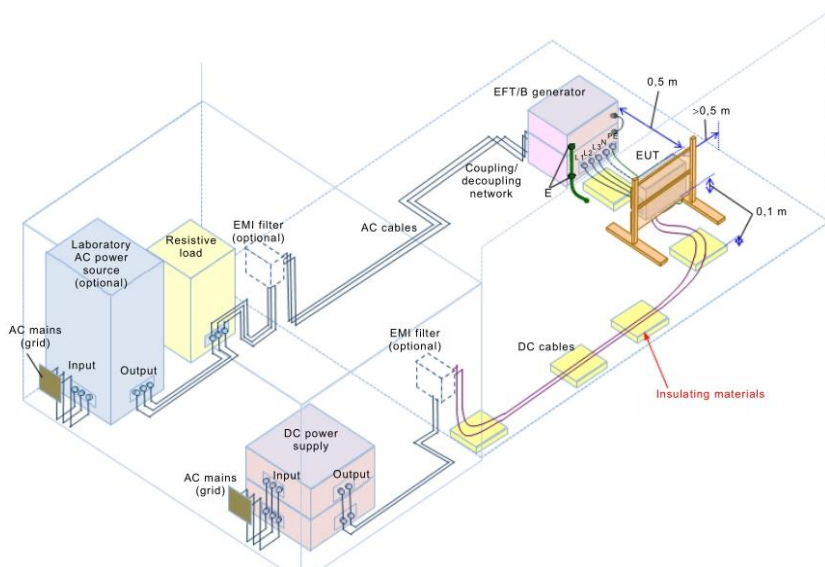 0,5 m
EFT/B generator
>0,5 m
L1
L2
L3
N
PE
EUT
E
Coupling/
decoupling
network
0,1 m
EMI filter
(optional)
AC cables
Laboratory
AC power
source
(optional)
Resistive
load
AC mains
(grid)
Input
Output
EMI filter
(optional)
DC cables
Insulating materials
DC power
supply
AC mains
(grid)
Input
Output